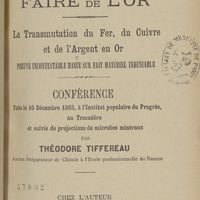 FAIRE DE L'OR
La Transmutation du Fer, du Cuivre
et de l'Argent en Or
PREUVE INCONTESTABLE BASÉE SUR FAIT MATÉRIEL INDÉNIABLE
CONFÉRENCE
Faite le 10 Décembre 1893, à l'Institut populaire du Progrès,
au Trocadéro
et suivie de projections de microbes minéraux
PAR
THÉODORE TIFFEREAU
Ancien Préparateur de Chimie à l'École professionnelle de Nantes
57602
CHEZ L'AUTEUR